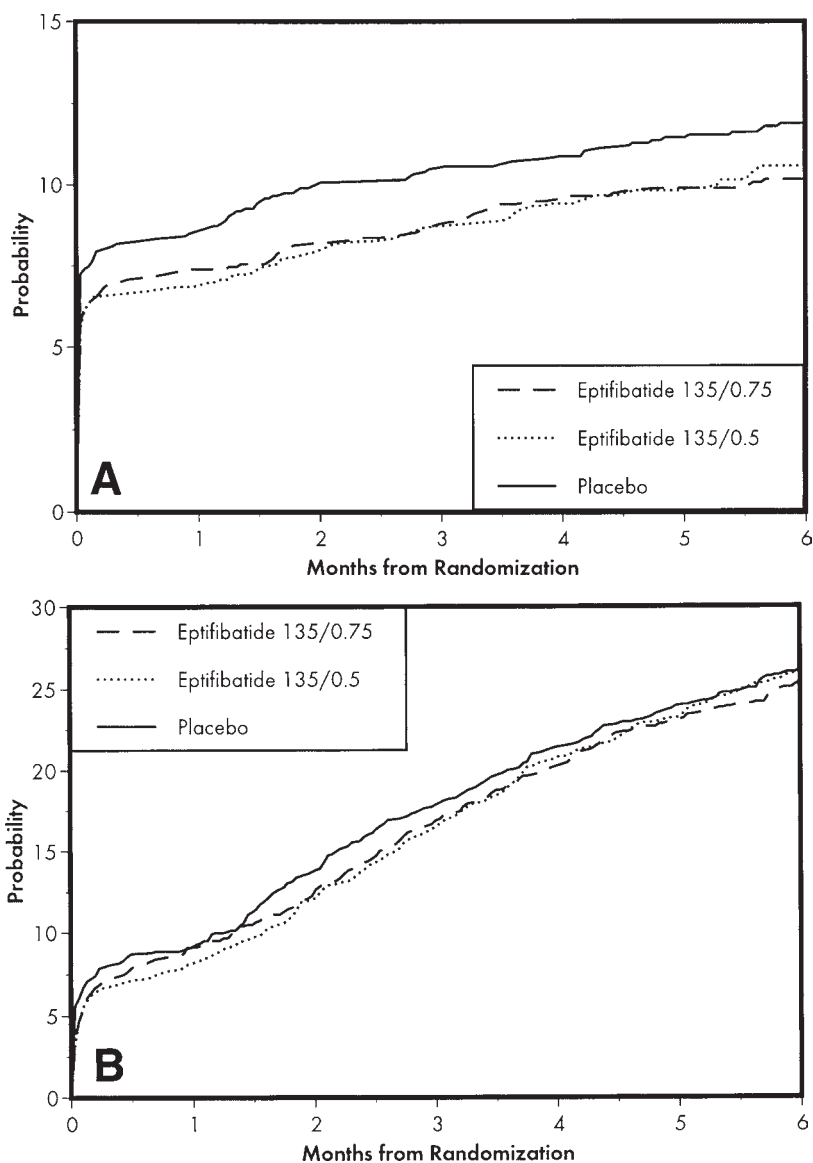 15
10
Probability
5
Eptifibatide 135/0.75
Eptifibatide 135/0.5
Placebo
A
0
0 1 2 3 4 5 6
Months from Randomization
30
Eptifibatide 135/0.75
Eptifibatide 135/0.5
Placebo
25
20
Probability
15
10
5
B
0
0 1 2 3 4 5 6
Months from Randomization